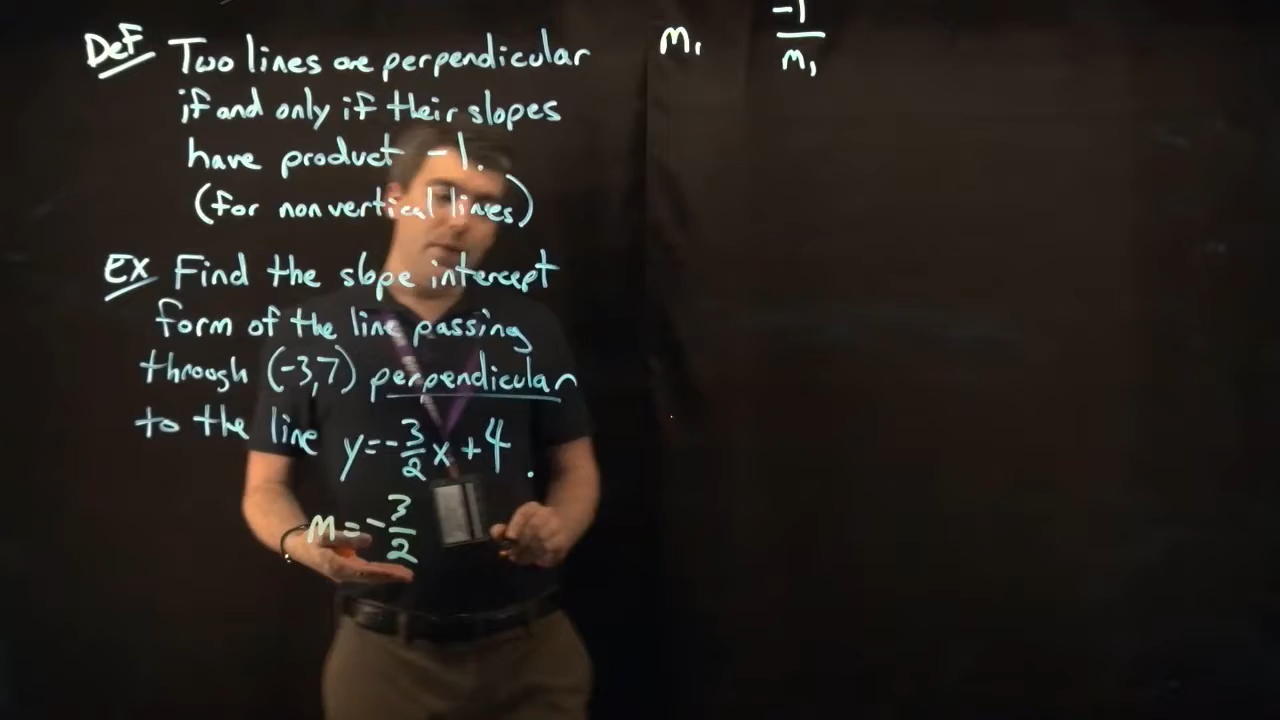 Def Two lines are perpendicular
if and only if their slopes
have product -1.
(for nonvertical lines)
Ex Find the slope intercept
form of the line passing
through (-3,7) perpendicular
to the line y=-3/2x+4.
m=-3/2
m₁ -1/m₁